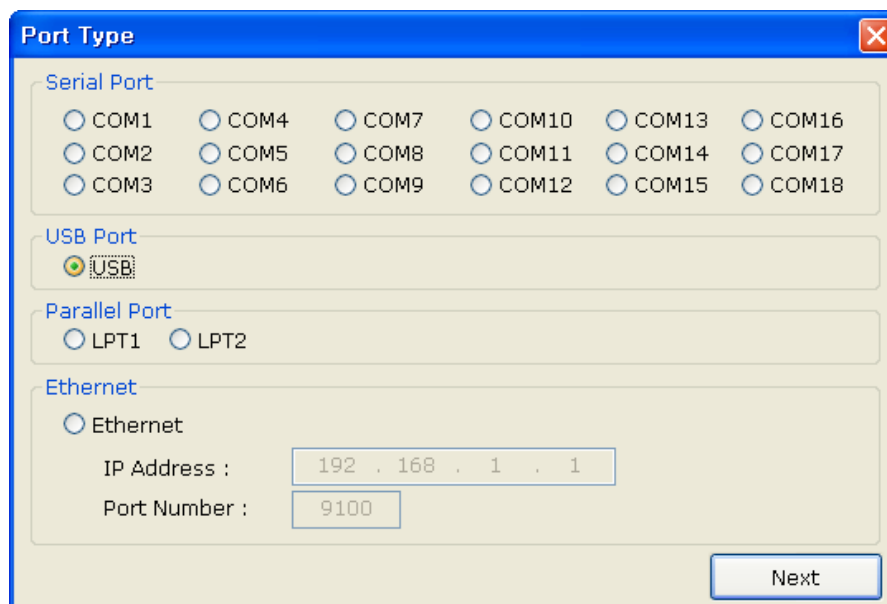 Port Type
Serial Port
COM1 COM4 COM7 COM10 COM13 COM16
COM2 COM5 COM8 COM11 COM14 COM17
COM3 COM6 COM9 COM12 COM15 COM18
USB Port
USB
Parallel Port
LPT1 LPT2
Ethernet
Ethernet
IP Address : 192 . 168 . 1 . 1
Port Number : 9100
Next